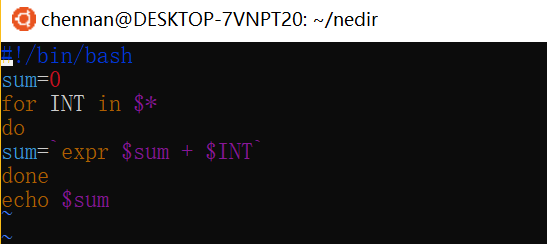 chennan@DESKTOP-7VNPT20: ~/nedir
#!/bin/bash
sum=0
for INT in $*
do
sum=`expr $sum + $INT`
done
echo $sum
~
~